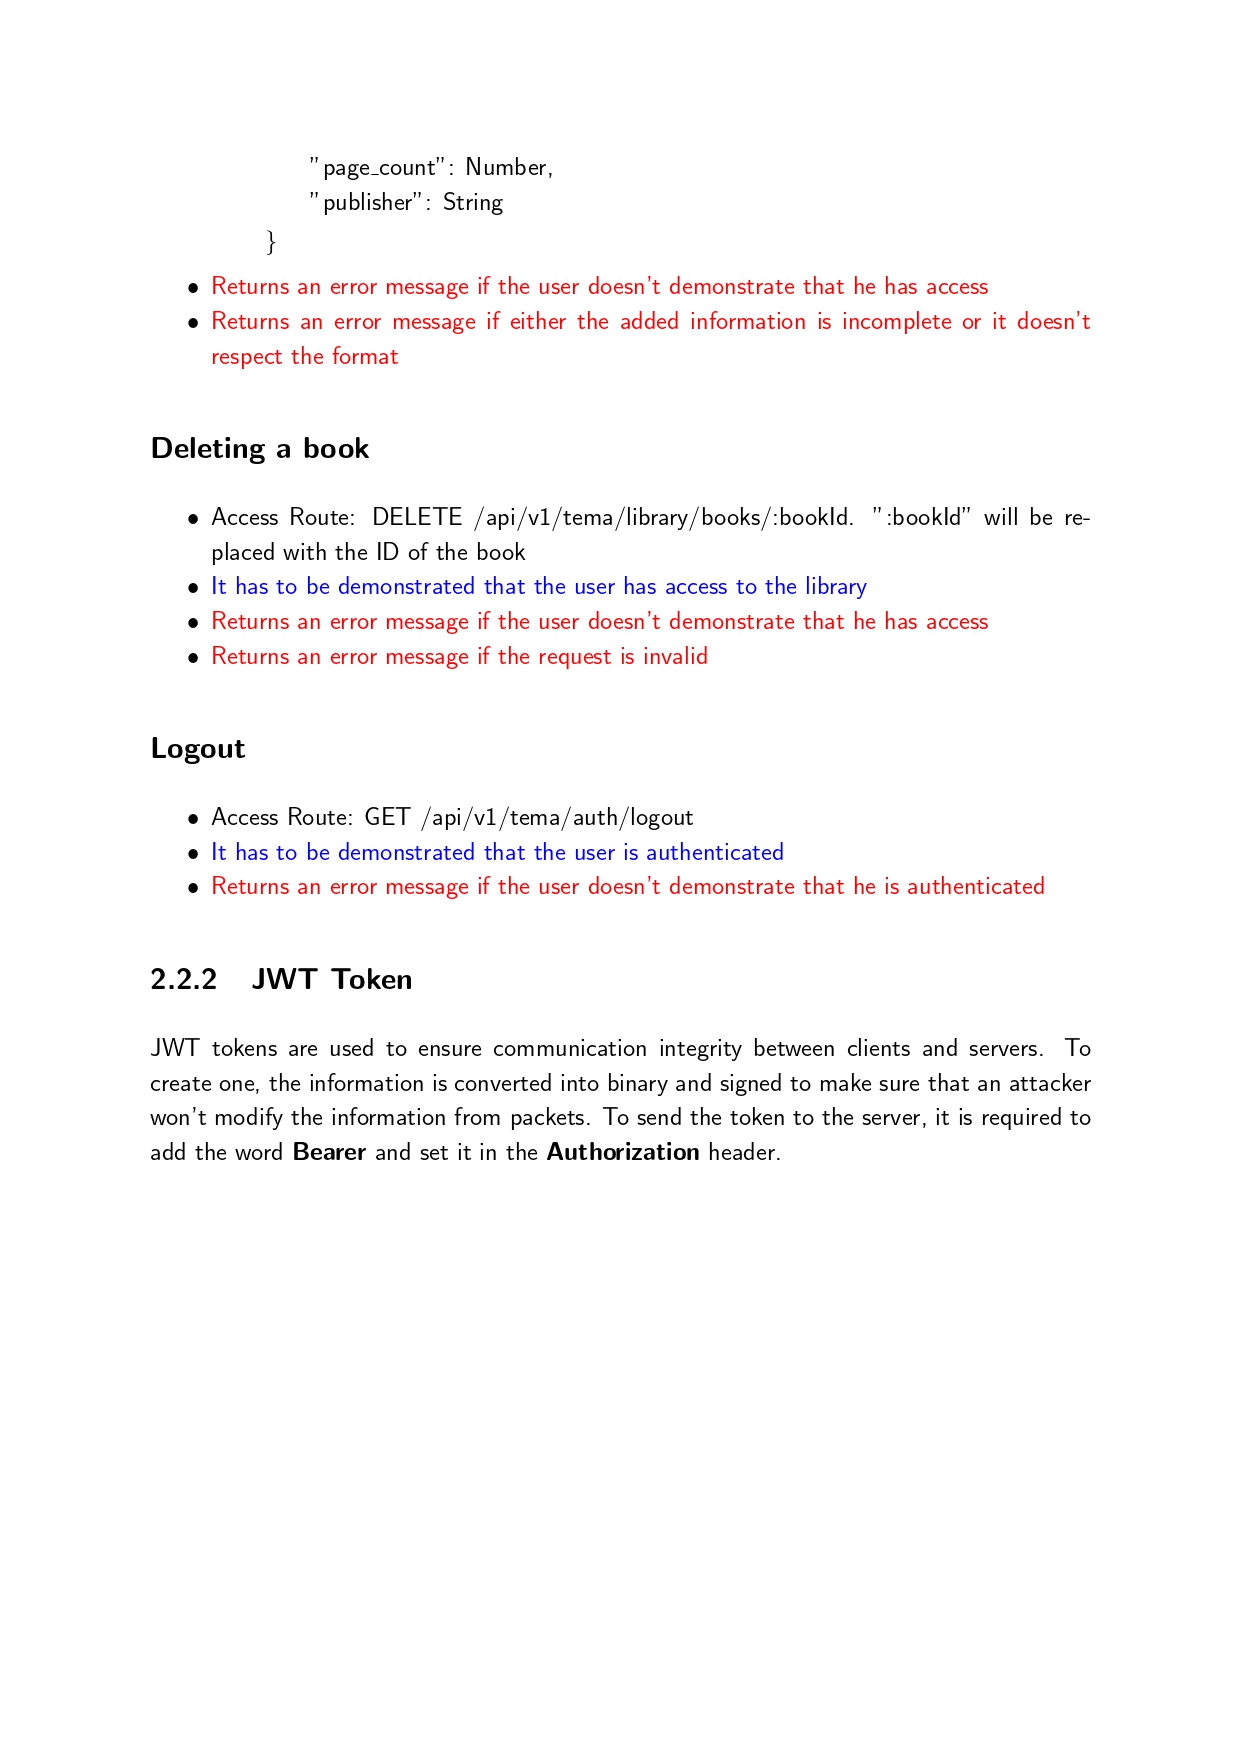 "page_count": Number,
"publisher": String
}
• Returns an error message if the user doesn't demonstrate that he has access
• Returns an error message if either the added information is incomplete or it doesn't
respect the format
Deleting a book
• Access Route: DELETE /api/v1/tema/library/books/:bookId. ":bookId" will be re-
placed with the ID of the book
• It has to be demonstrated that the user has access to the library
• Returns an error message if the user doesn't demonstrate that he has access
• Returns an error message if the request is invalid
Logout
• Access Route: GET /api/v1/tema/auth/logout
• It has to be demonstrated that the user is authenticated
• Returns an error message if the user doesn't demonstrate that he is authenticated
2.2.2 JWT Token
JWT tokens are used to ensure communication integrity between clients and servers. To
create one, the information is converted into binary and signed to make sure that an attacker
won't modify the information from packets. To send the token to the server, it is required to
add the word Bearer and set it in the Authorization header.